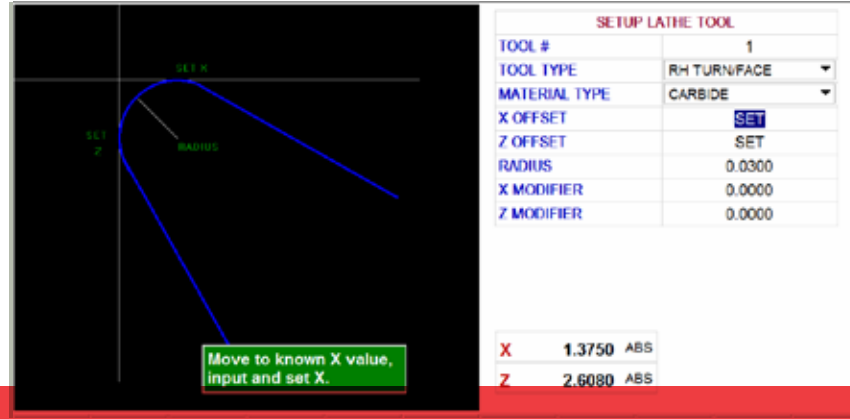 SET X
SET
Z
RADIUS
Move to known X value,
input and set X.
SETUP LATHE TOOL
TOOL # 1
TOOL TYPE RH TURN/FACE
MATERIAL TYPE CARBIDE
X OFFSET SET
Z OFFSET SET
RADIUS 0.0300
X MODIFIER 0.0000
Z MODIFIER 0.0000
X 1.3750 ABS
Z 2.6080 ABS